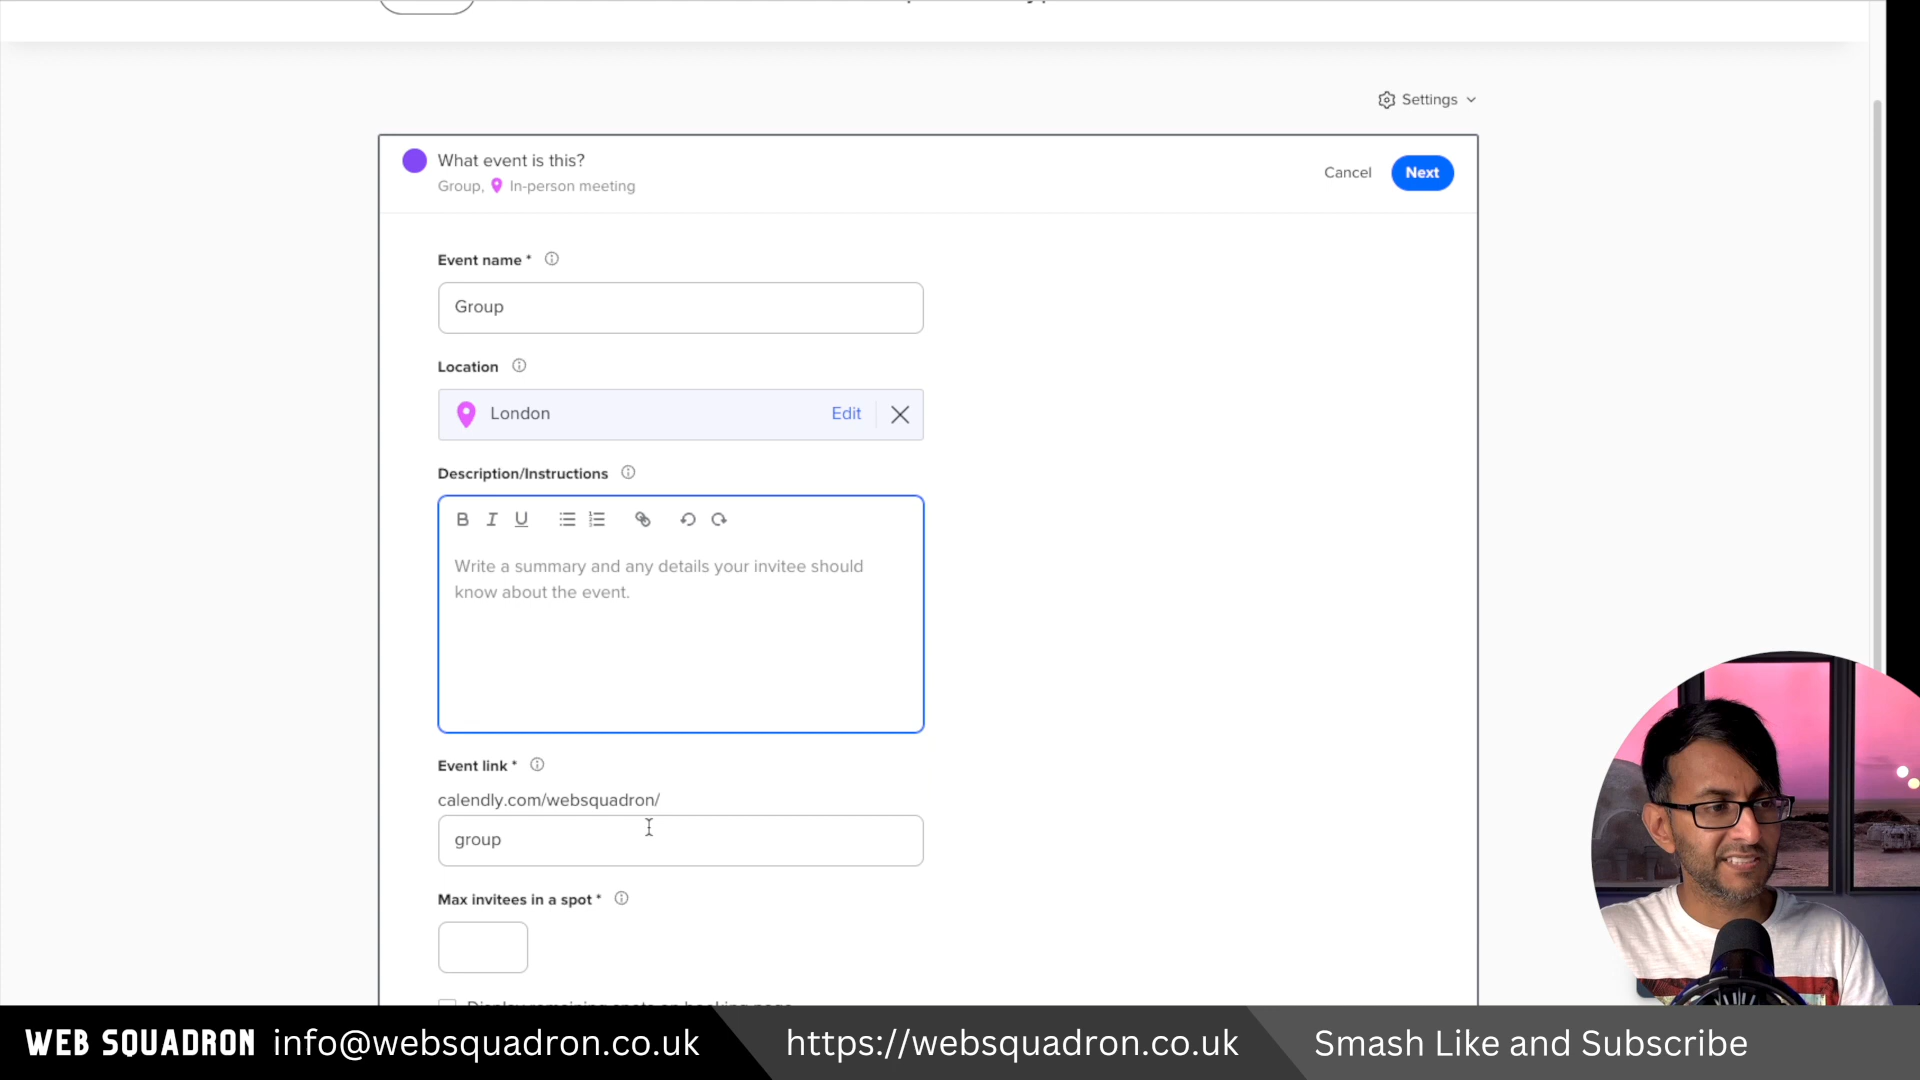 Settings
What event is this?
Group, In-person meeting
Cancel
Next
Event name *
Group
Location
London
Edit
Description/Instructions
B I U
Write a summary and any details your invitee should
know about the event.
Event link *
calendly.com/websquadron/
group
Max invitees in a spot *
Display remaining spots on booking page
WEB SQUADRON info@websquadron.co.uk
https://websquadron.co.uk
Smash Like and Subscribe